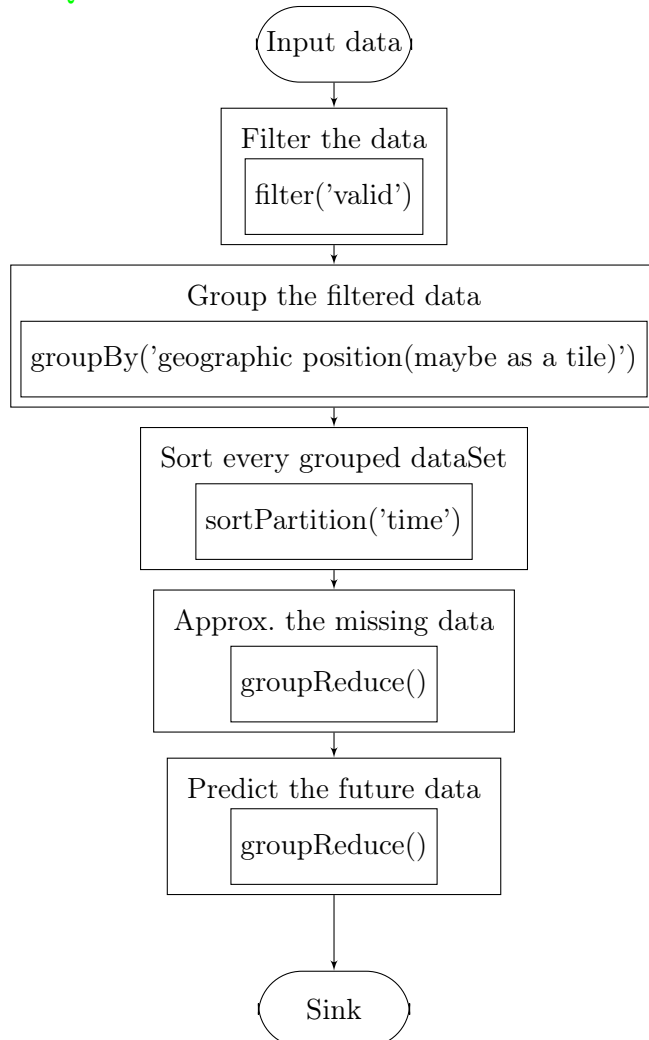 Input data
Filter the data
filter('valid')
Group the filtered data
groupBy('geographic position(maybe as a tile)')
Sort every grouped dataSet
sortPartition('time')
Approx. the missing data
groupReduce()
Predict the future data
groupReduce()
Sink